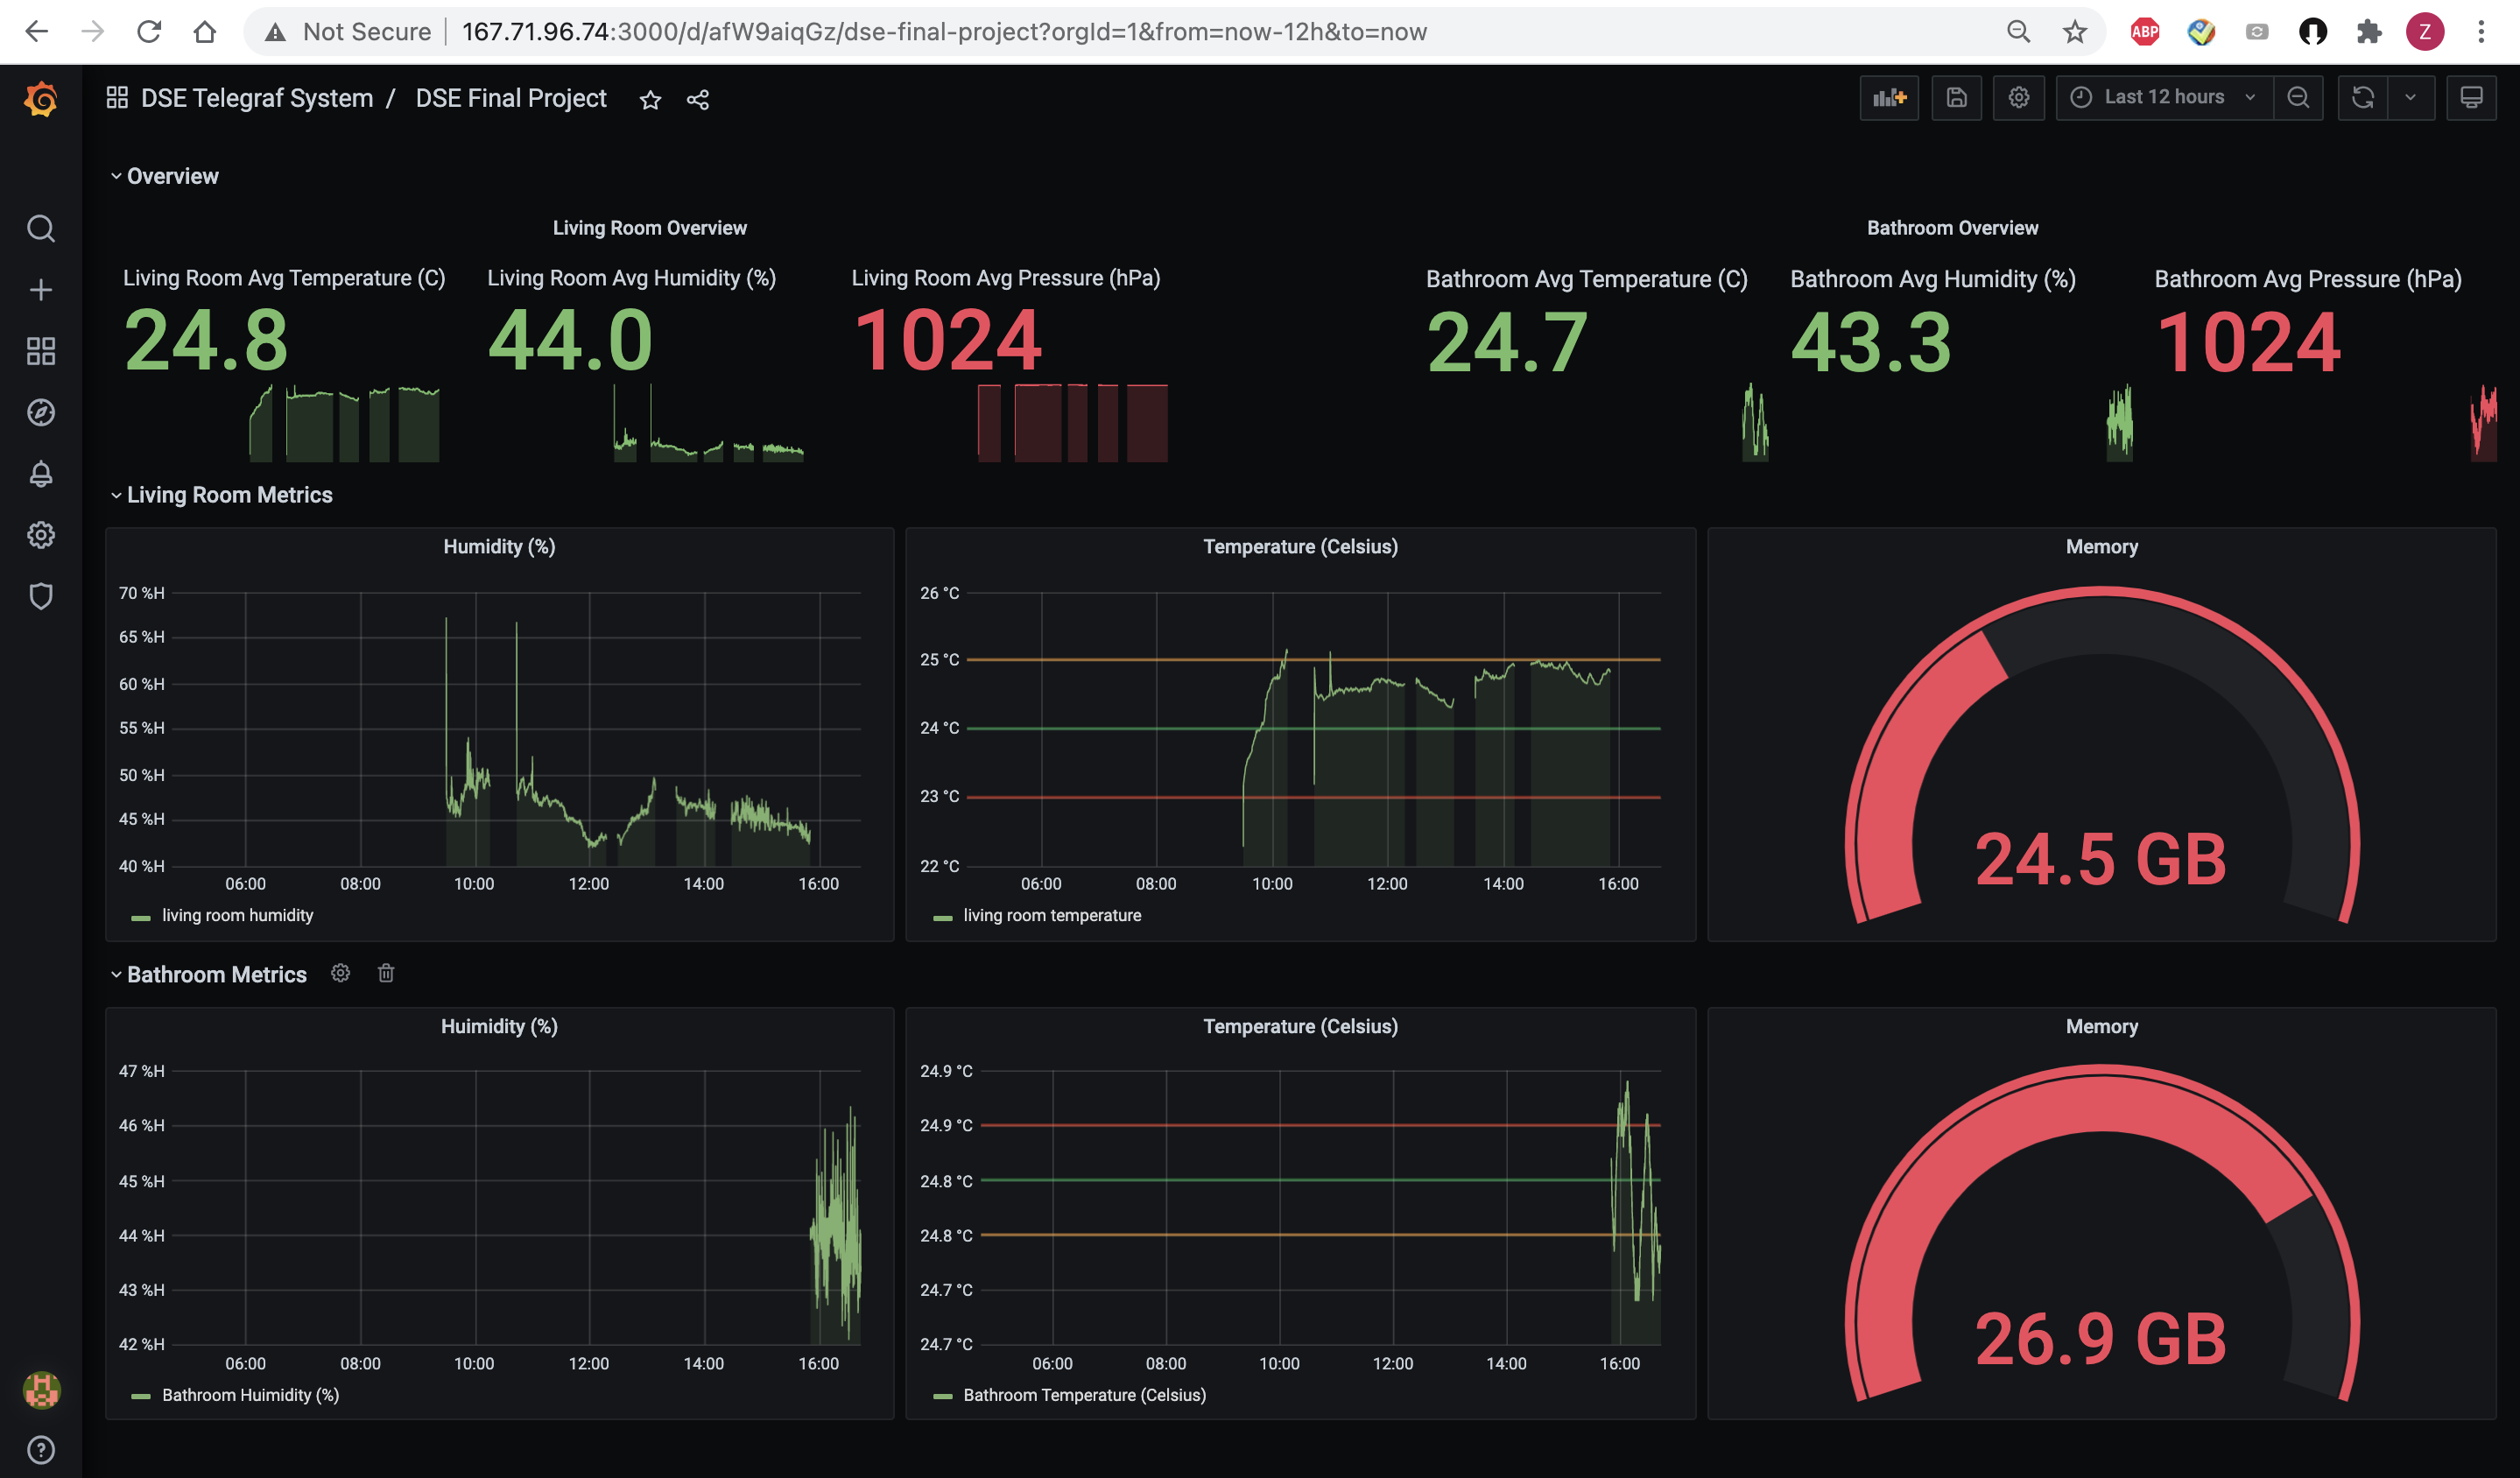 Not Secure 167.71.96.74:3000/d/afW9aiqGz/dse-final-project?orgId=1&from=now-12h&to=now
ABP
Z
DSE Telegraf System / DSE Final Project
Last 12 hours
Overview
Living Room Overview
Living Room Avg Temperature (C)
24.8
Living Room Avg Humidity (%)
44.0
Living Room Avg Pressure (hPa)
1024
Bathroom Overview
Bathroom Avg Temperature (C)
24.7
Bathroom Avg Humidity (%)
43.3
Bathroom Avg Pressure (hPa)
1024
Living Room Metrics
Humidity (%)
70 %H
65 %H
60 %H
55 %H
50 %H
45 %H
40 %H
06:00 08:00 10:00 12:00 14:00 16:00
living room humidity
Temperature (Celsius)
26 °C
25 °C
24 °C
23 °C
22 °C
06:00 08:00 10:00 12:00 14:00 16:00
living room temperature
Memory
24.5 GB
Bathroom Metrics
Huimidity (%)
47 %H
46 %H
45 %H
44 %H
43 %H
42 %H
06:00 08:00 10:00 12:00 14:00 16:00
Bathroom Huimidity (%)
Temperature (Celsius)
24.9 °C
24.9 °C
24.8 °C
24.8 °C
24.7 °C
24.7 °C
06:00 08:00 10:00 12:00 14:00 16:00
Bathroom Temperature (Celsius)
Memory
26.9 GB